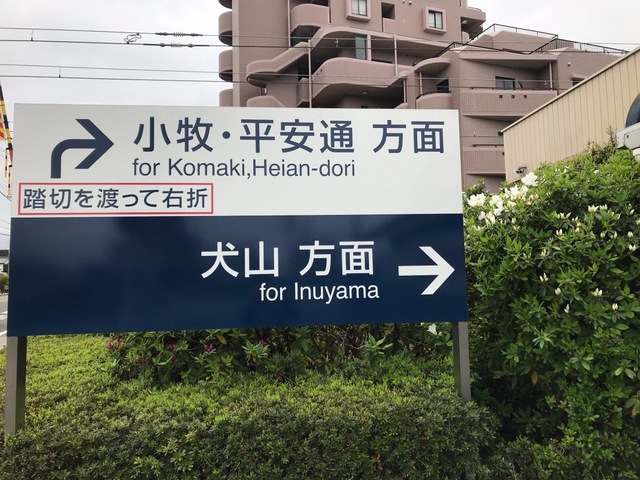 小牧・平安通 方面
for Komaki,Heian-dori
踏切を渡って右折
犬山 方面
for Inuyama